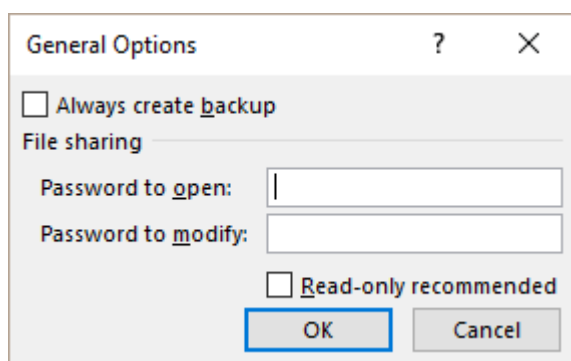 General Options ?
Always create backup
File sharing
Password to open:
Password to modify:
Read-only recommended
OK Cancel